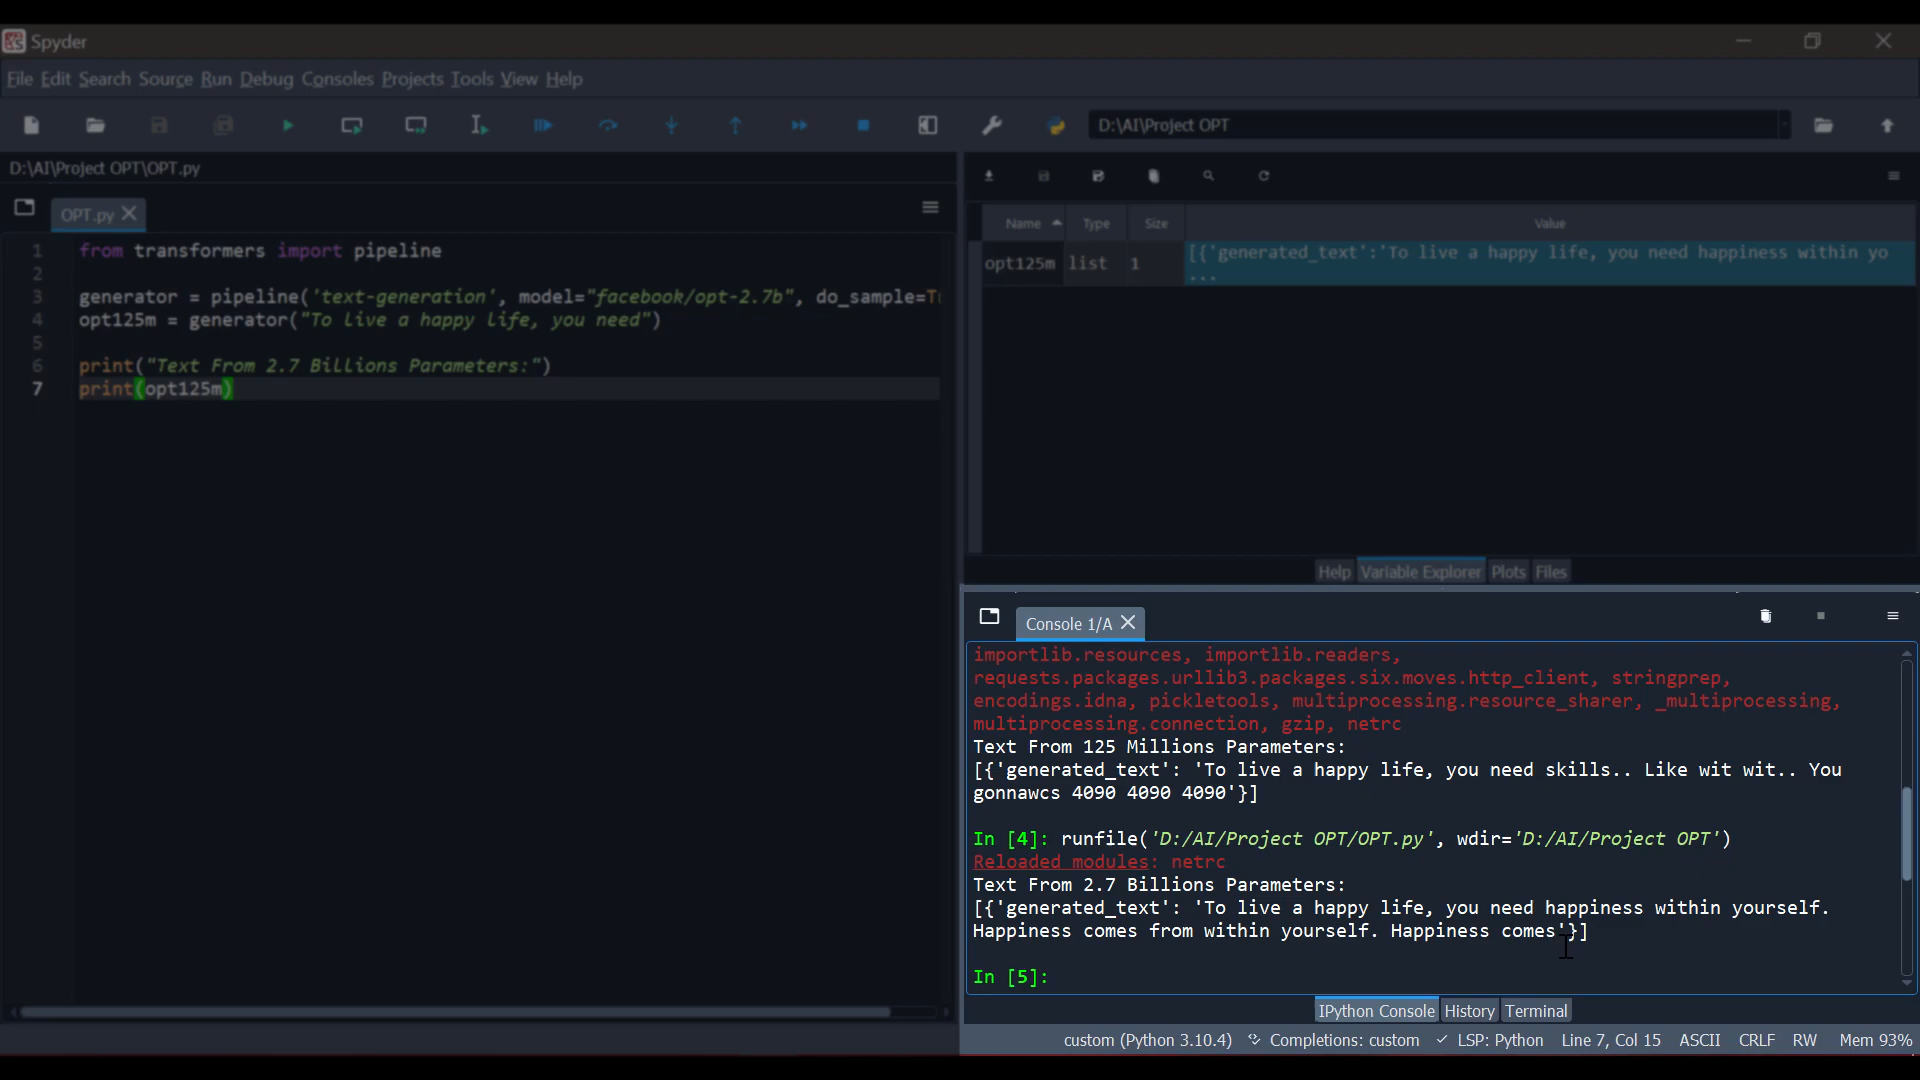 Spyder
File Edit Search Source Run Debug Consoles Projects Tools View Help
D:\AI\Project OPT
D:\AI\Project OPT\OPT.py
OPT.py
1 from transformers import pipeline
2
3 generator = pipeline('text-generation', model="facebook/opt-2.7b", do_sample=
4 opt125m = generator("To live a happy life, you need")
5
6 print("Text From 2.7 Billions Parameters:")
7 print(opt125m)
Name Type Size Value
opt125m list 1 [{'generated_text':'To live a happy life, you need happiness within yo
...
Help Variable Explorer Plots Files
Console 1/A
importlib.resources, importlib.readers,
requests.packages.urllib3.packages.six.moves.http_client, stringprep,
encodings.idna, pickletools, multiprocessing.resource_sharer, _multiprocessing,
multiprocessing.connection, gzip, netrc
Text From 125 Millions Parameters:
[{'generated_text': 'To live a happy life, you need skills.. Like wit wit.. You
gonnawcs 4090 4090 4090'}]
In [4]: runfile('D:/AI/Project OPT/OPT.py', wdir='D:/AI/Project OPT')
Reloaded modules: netrc
Text From 2.7 Billions Parameters:
[{'generated_text': 'To live a happy life, you need happiness within yourself.
Happiness comes from within yourself. Happiness comes'}]
In [5]:
IPython Console History Terminal
custom (Python 3.10.4) Completions: custom LSP: Python Line 7, Col 15 ASCII CRLF RW Mem 93%